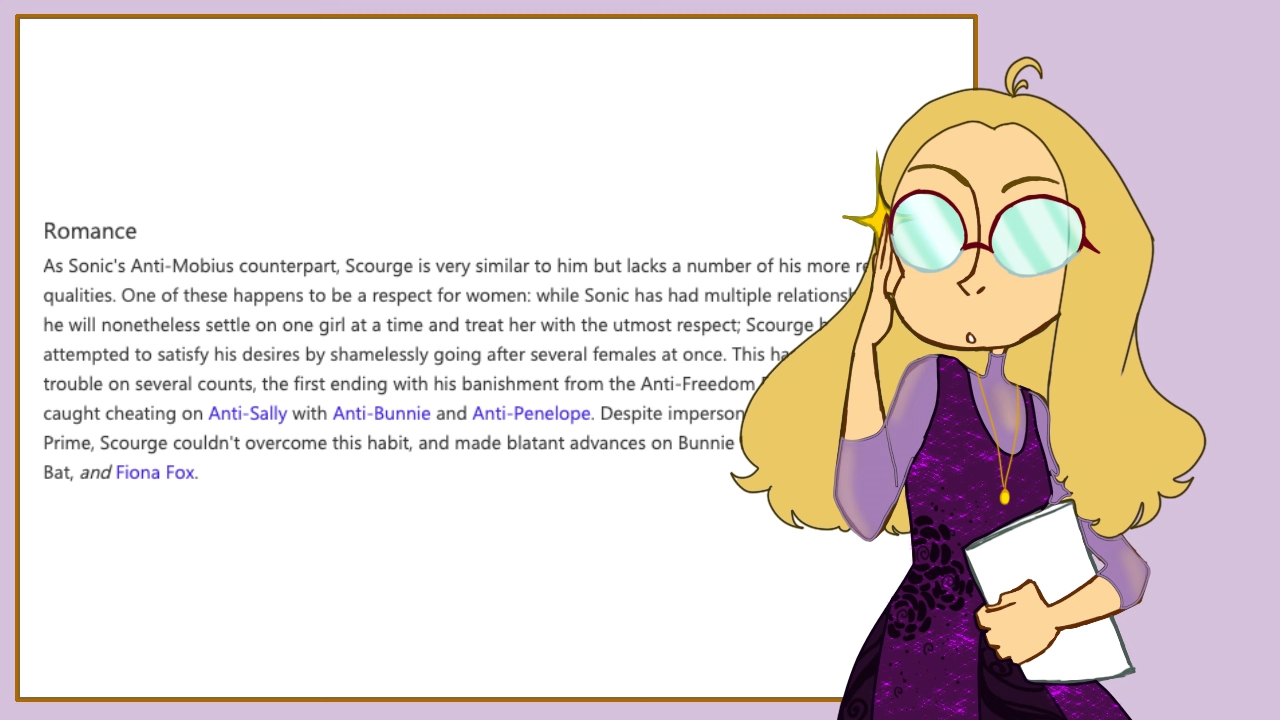 Romance
As Sonic's Anti-Mobius counterpart, Scourge is very similar to him but lacks a number of his more
qualities. One of these happens to be a respect for women: while Sonic has had multiple
he will nonetheless settle on one girl at a time and treat her with the utmost respect; Scourge
attempted to satisfy his desires by shamelessly going after several females at once. This
trouble on several counts, the first ending with his banishment from the Anti-Freedom
caught cheating on Anti-Sally with Anti-Bunnie and Anti-Penelope. Despite
Prime, Scourge couldn't overcome this habit, and made blatant advances on Bunnie
Bat, and Fiona Fox.